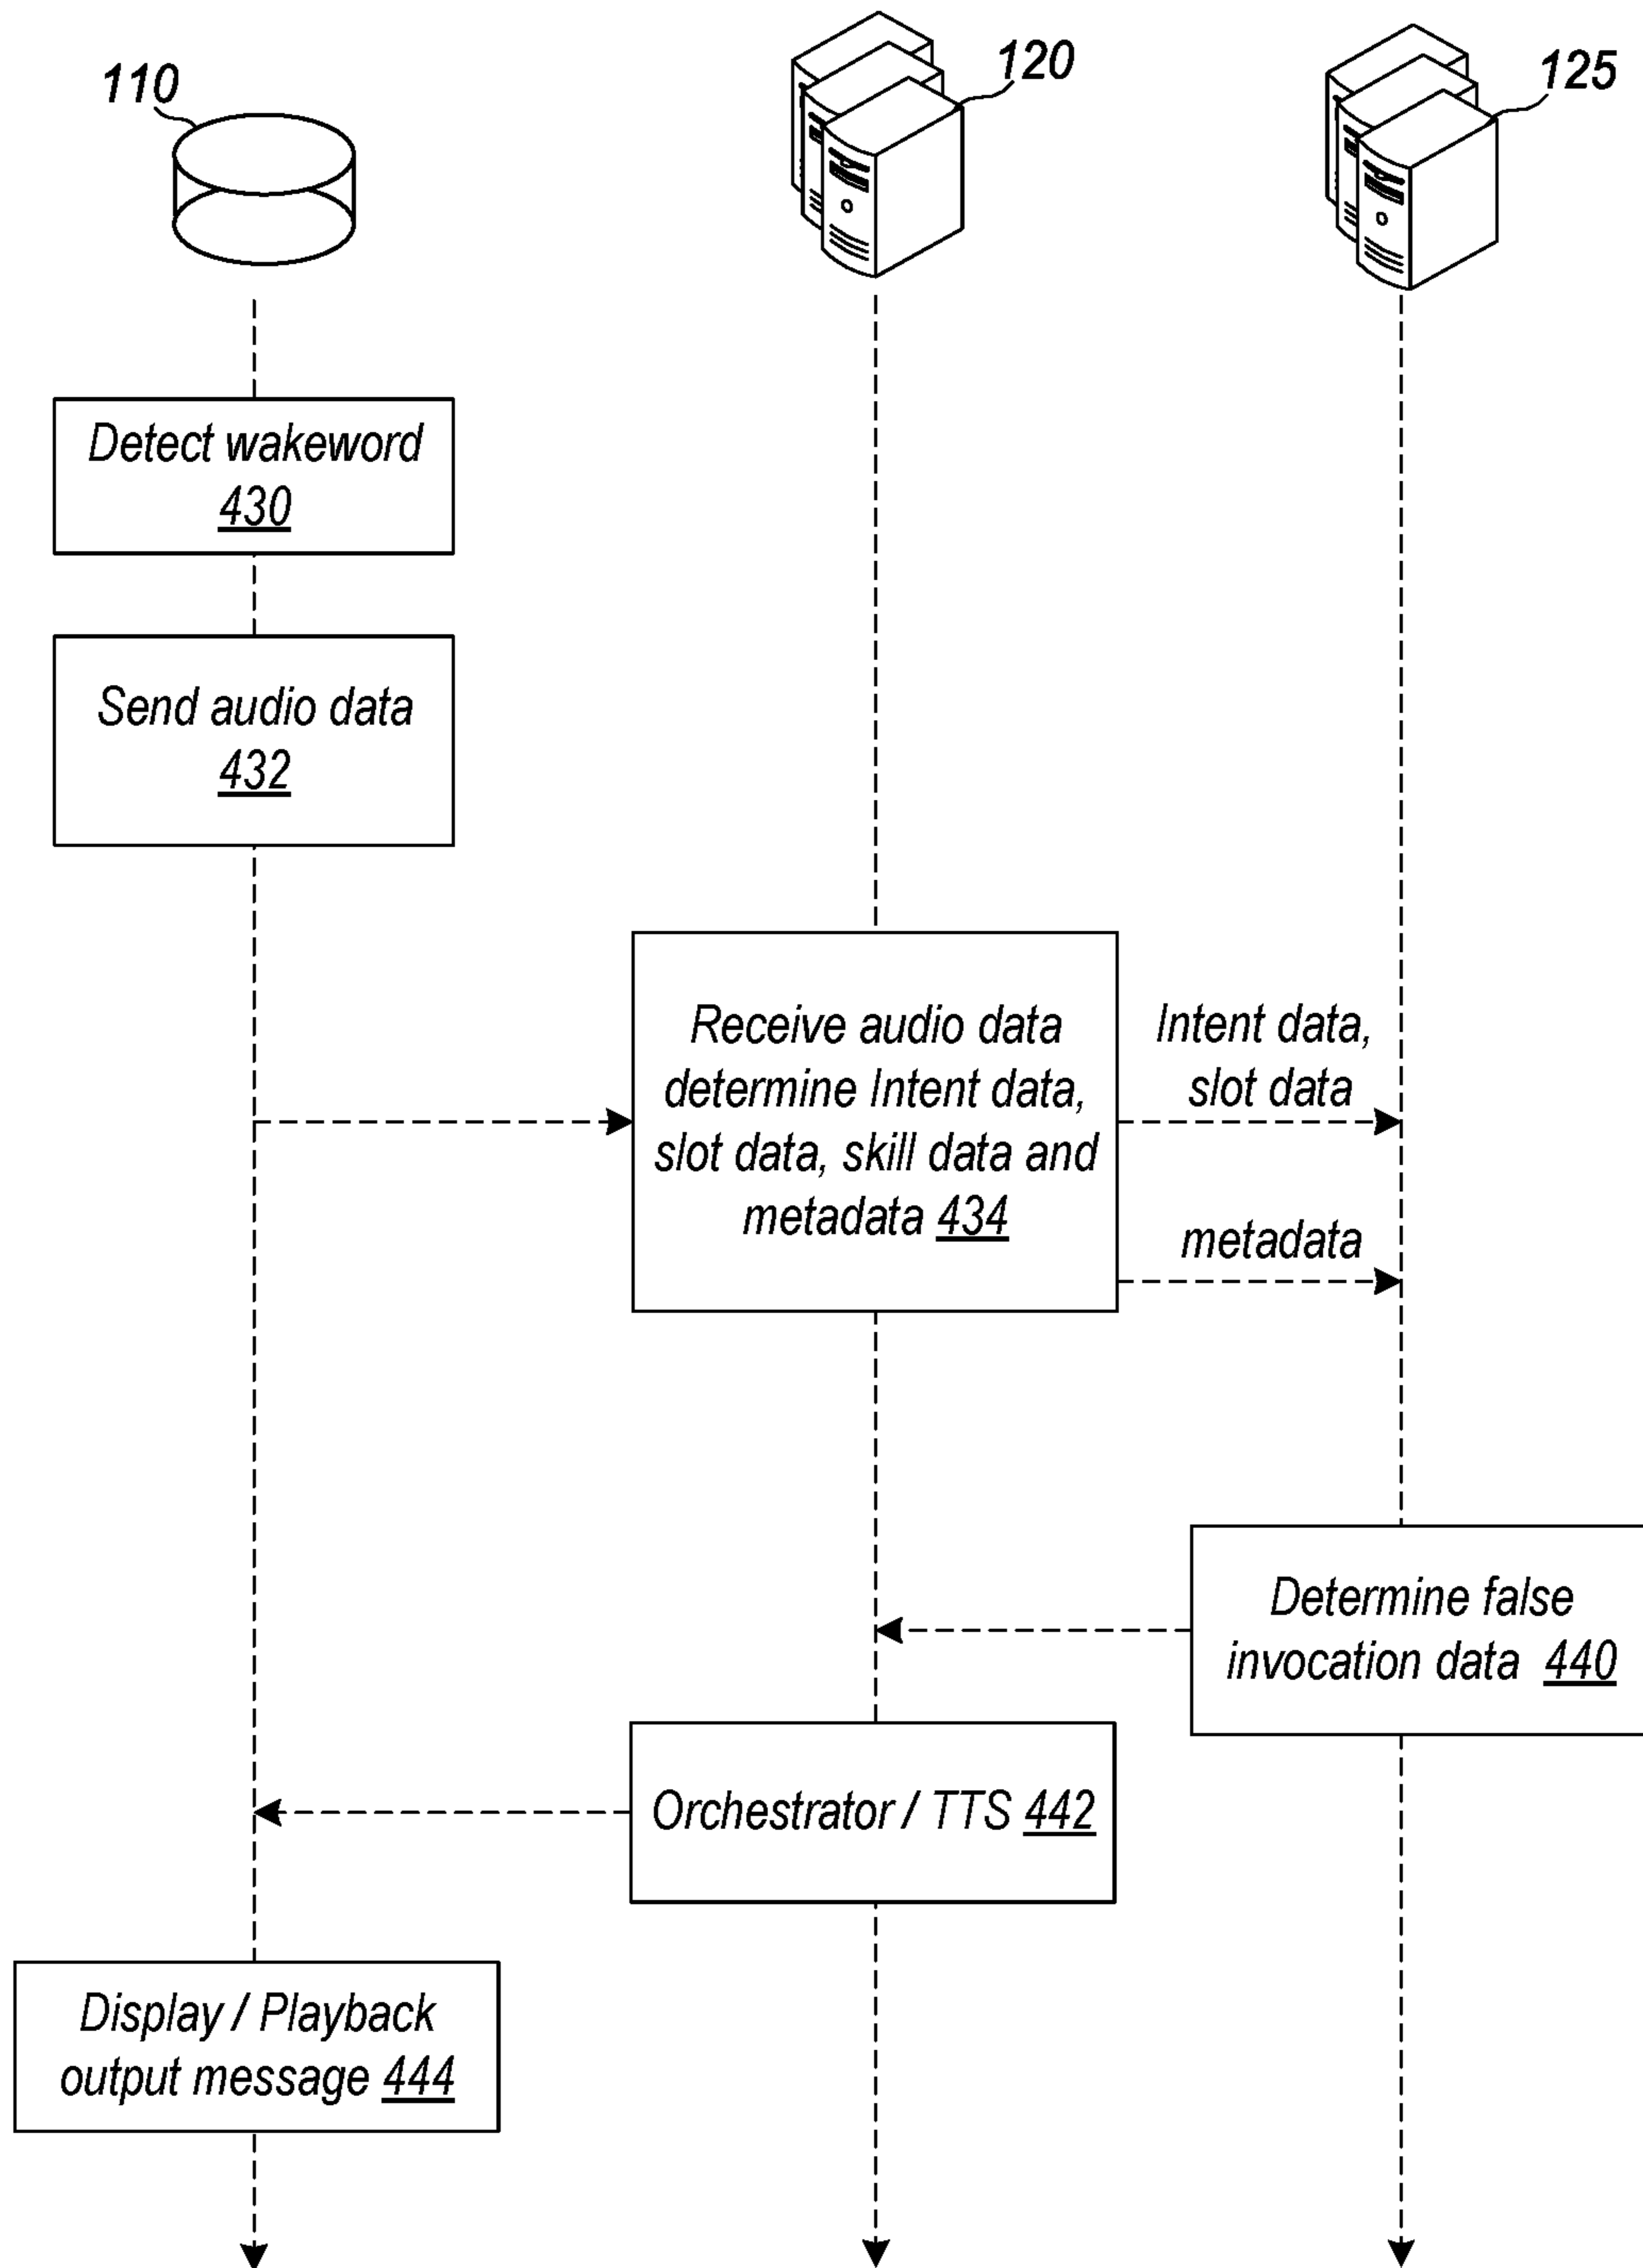 110
120
125
Detect wakeword
430
Send audio data
432
Receive audio data
determine Intent data,
slot data, skill data and
metadata 434
Intent data,
slot data
metadata
Determine false
invocation data 440
Orchestrator / TTS 442
Display / Playback
output message 444